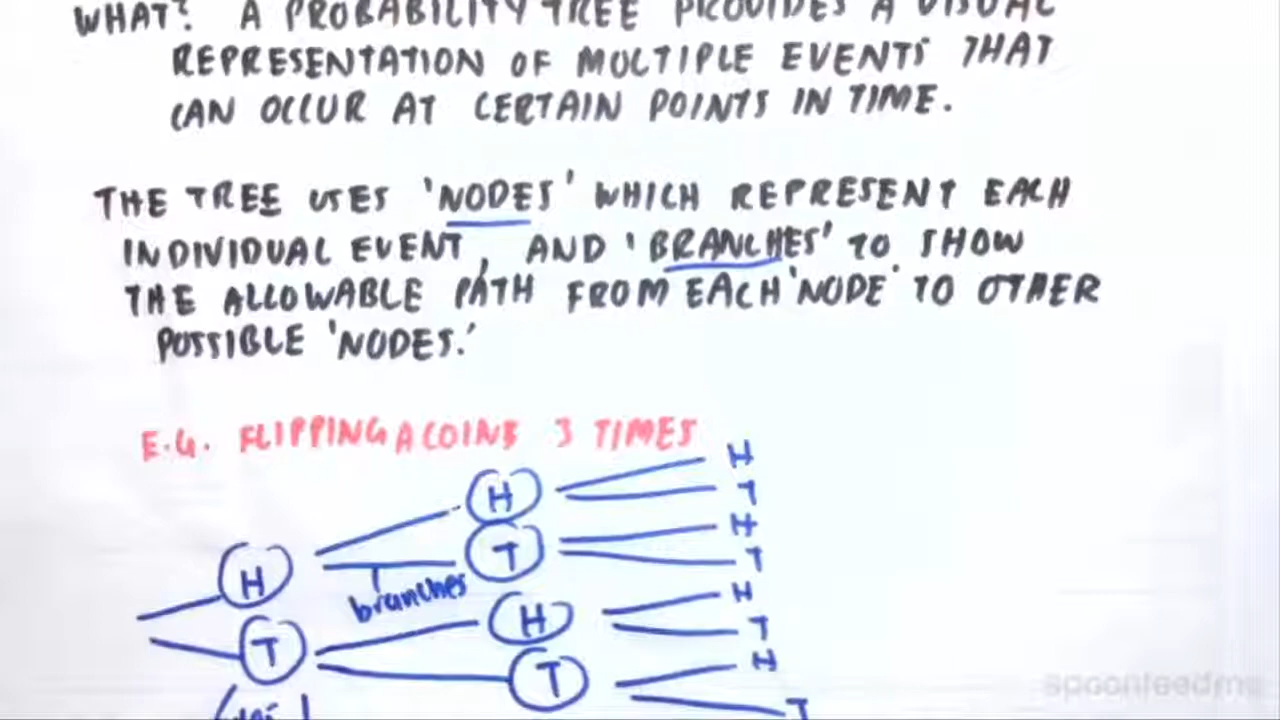 WHAT? A PROBABILITY TREE PROVIDES A VISUAL
REPRESENTATION OF MULTIPLE EVENTS THAT
CAN OCCUR AT CERTAIN POINTS IN TIME.
THE TREE USES 'NODES' WHICH REPRESENT EACH
INDIVIDUAL EVENT, AND 'BRANCHES' TO SHOW
THE ALLOWABLE PATH FROM EACH 'NODE' TO OTHER
POSSIBLE 'NODES.'
E.G. FLIPPING A COINS 3 TIMES
H
T
H
T
branches
H
T
H
T
H
T
H
T
H
T
H
T
spoonfeedme